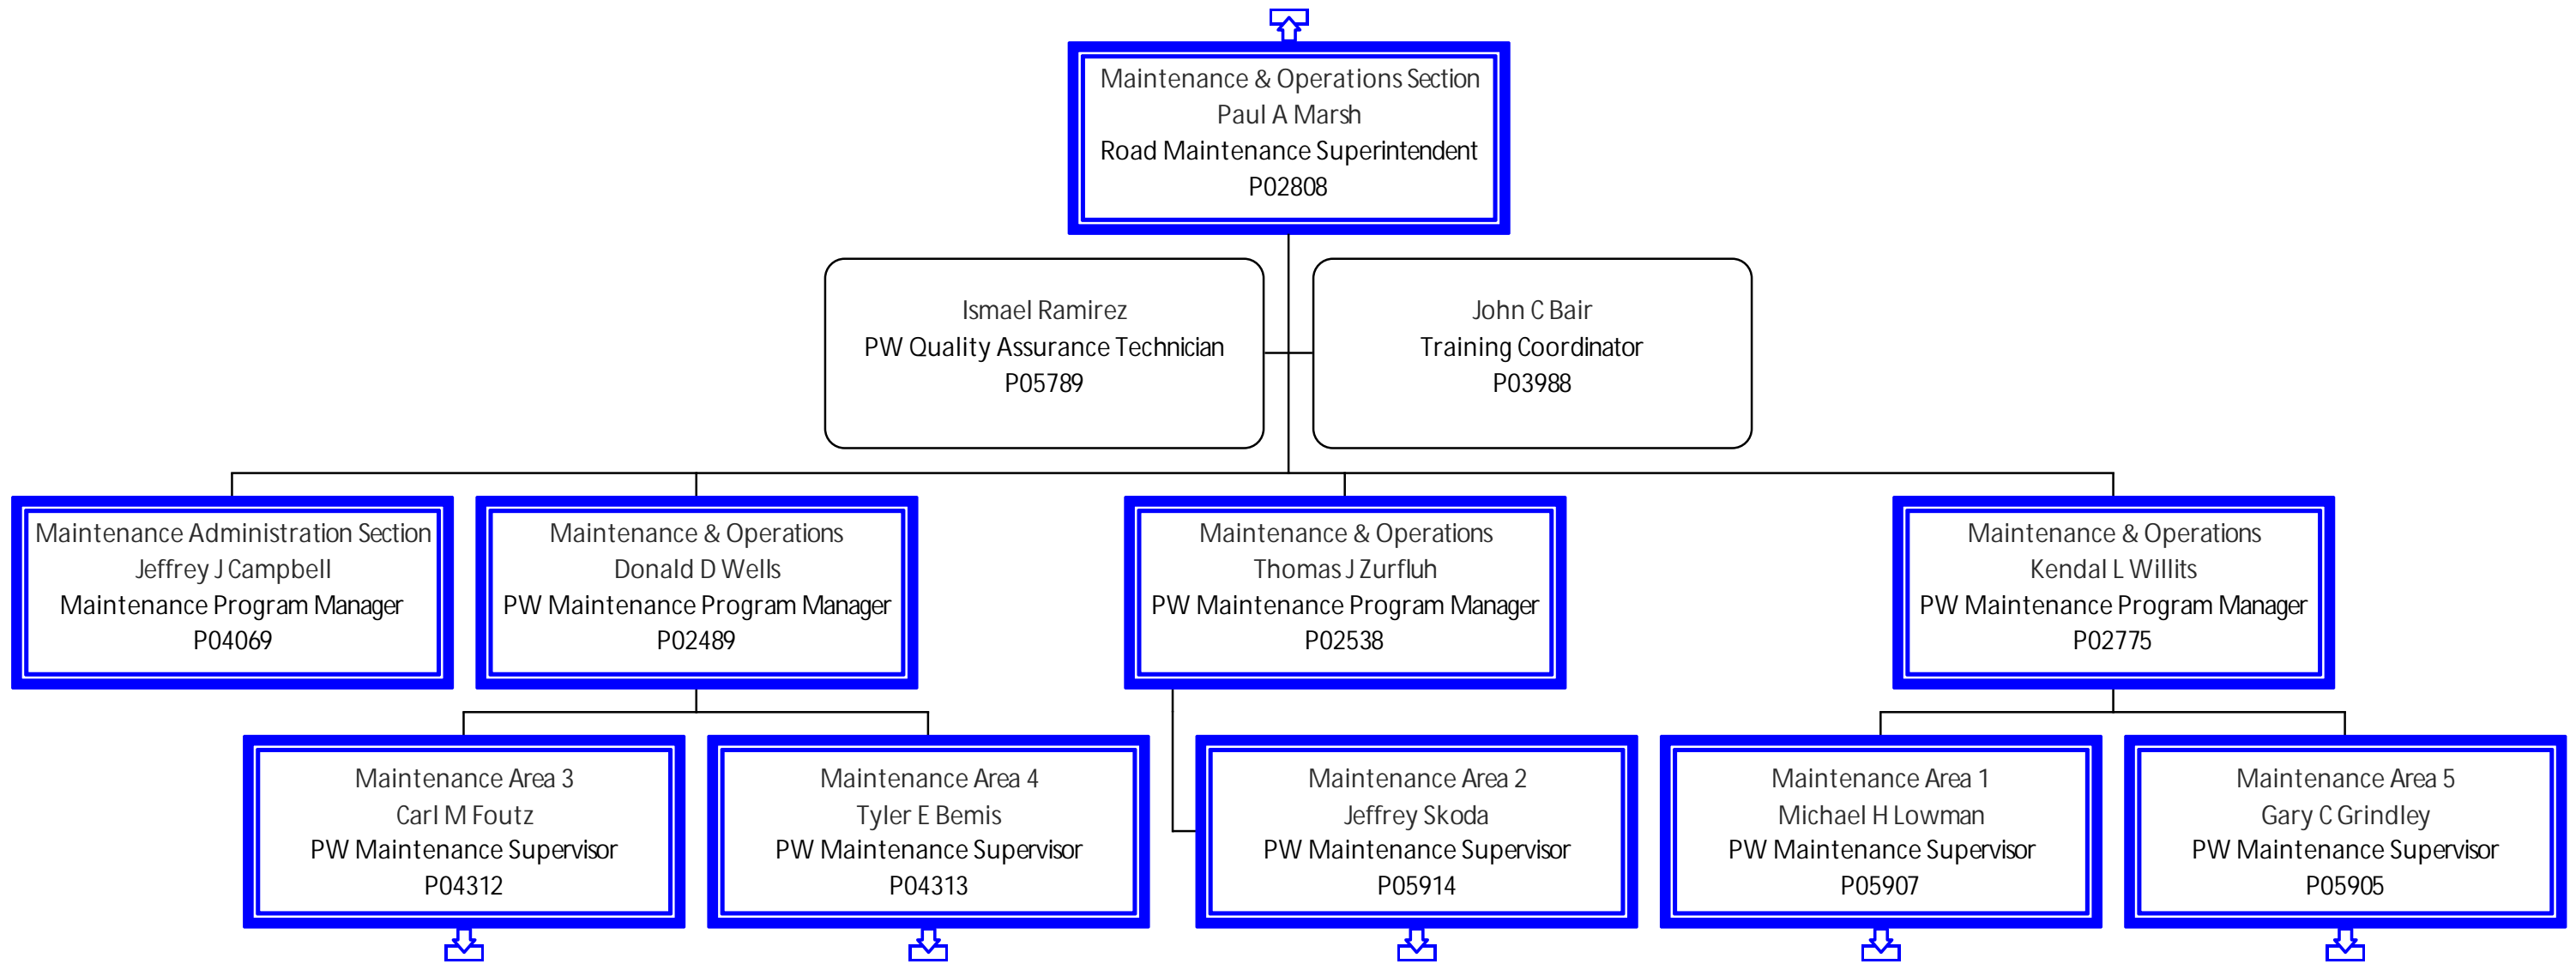 Maintenance & Operations Section
Paul A Marsh
Road Maintenance Superintendent
P02808
Ismael Ramirez
PW Quality Assurance Technician
P05789
John C Bair
Training Coordinator
P03988
Maintenance Administration Section
Jeffrey J Campbell
Maintenance Program Manager
P04069
Maintenance & Operations
Donald D Wells
PW Maintenance Program Manager
P02489
Maintenance & Operations
Thomas J Zurfluh
PW Maintenance Program Manager
P02538
Maintenance & Operations
Kendal L Willits
PW Maintenance Program Manager
P02775
Maintenance Area 3
Carl M Foutz
PW Maintenance Supervisor
P04312
Maintenance Area 4
Tyler E Bemis
PW Maintenance Supervisor
P04313
Maintenance Area 2
Jeffrey Skoda
PW Maintenance Supervisor
P05914
Maintenance Area 1
Michael H Lowman
PW Maintenance Supervisor
P05907
Maintenance Area 5
Gary C Grindley
PW Maintenance Supervisor
P05905